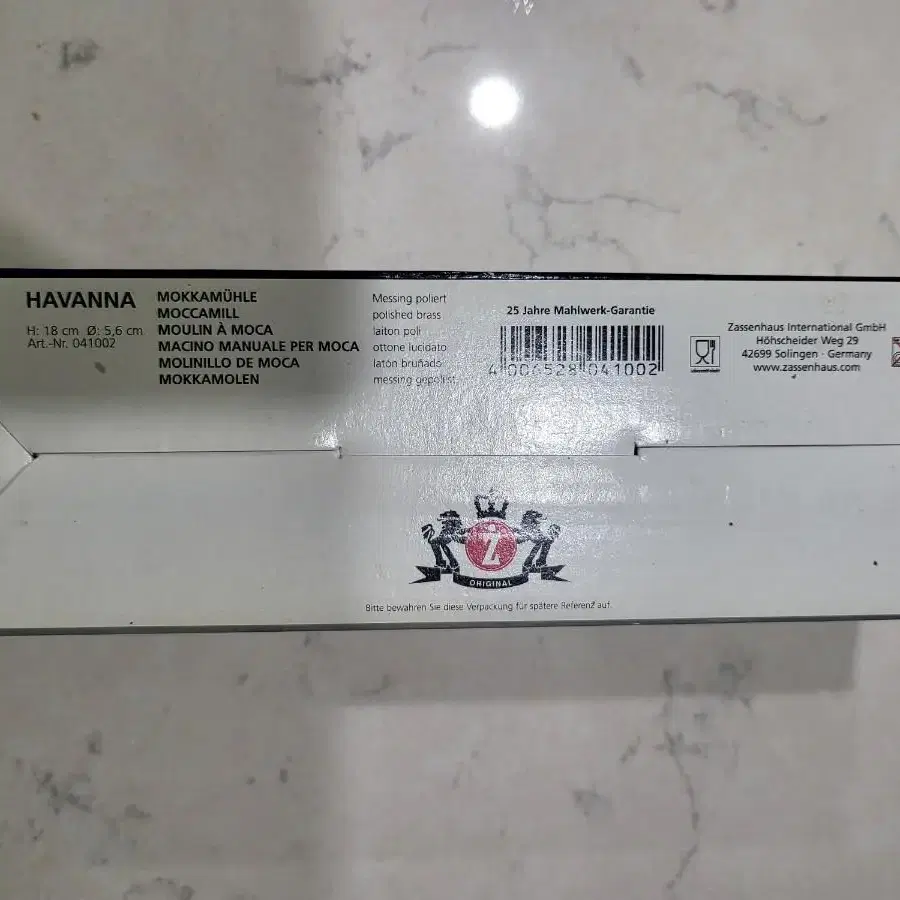 HAVANNA
H: 18 cm Ø: 5,6 cm
Art.-Nr. 041002
MOKKAMÜHLE
MOCCAMILL
MOULIN À MOCA
MACINO MANUALE PER MOCA
MOLINILLO DE MOCA
MOKKAMOLEN
Messing poliert
polished brass
laiton poli
ottone lucidato
latón bruñado
messing gepolist
25 Jahre Mahlwerk-Garantie
4 006528 041002
Zassenhaus International GmbH
Höhscheider Weg 29
42699 Solingen · Germany
www.zassenhaus.com
Z
ORIGINAL
Bitte bewahren Sie diese Verpackung für spätere Referenz auf.